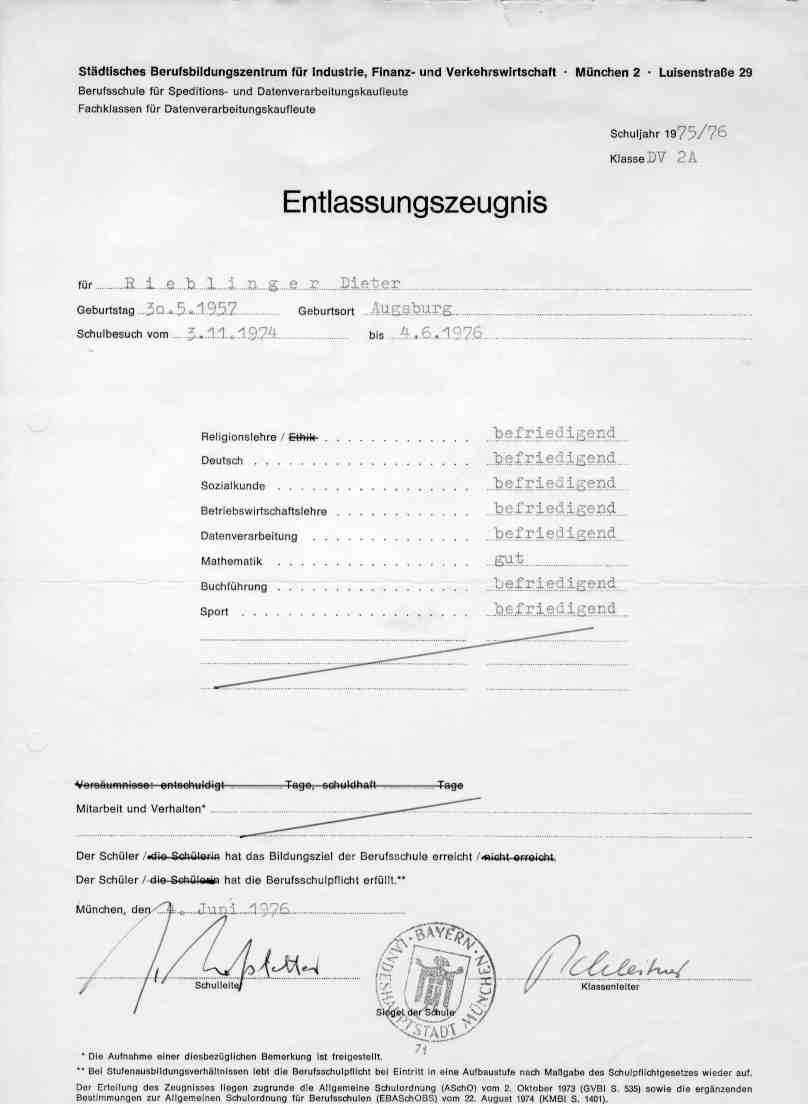 Städtisches Berufsbildungszentrum für Industrie, Finanz- und Verkehrswirtschaft · München 2 · Luisenstraße 29
Berufsschule für Speditions- und Datenverarbeitungskaufleute
Fachklassen für Datenverarbeitungskaufleute
Schuljahr 1975/76
Klasse DV 2A
Entlassungszeugnis
für R i e b l i n g e r Dieter
Geburtstag 30.5.1957 Geburtsort Augsburg
Schulbesuch vom 3.11.1974 bis 4.6.1976
Religionslehre / Ethik befriedigend
Deutsch befriedigend
Sozialkunde befriedigend
Betriebswirtschaftslehre befriedigend
Datenverarbeitung befriedigend
Mathematik gut
Buchführung befriedigend
Sport befriedigend
Versäumnisse: entschuldigt Tage, schuldhaft Tage
Mitarbeit und Verhalten*
Der Schüler / die Schülerin hat das Bildungsziel der Berufsschule erreicht / nicht erreicht.
Der Schüler / die Schülerin hat die Berufsschulpflicht erfüllt.**
München, den 4. Juni 1976
Schulleiter
LANDESHAUPTSTADT MÜNCHEN · BAYERN ·
Siegel der Schule
71
Klassenleiter
* Die Aufnahme einer diesbezüglichen Bemerkung ist freigestellt.
** Bei Stufenausbildungsverhältnissen lebt die Berufsschulpflicht bei Eintritt in eine Aufbaustufe nach Maßgabe des Schulpflichtgesetzes wieder auf.
Der Erteilung des Zeugnisses liegen zugrunde die Allgemeine Schulordnung (ASchO) vom 2. Oktober 1973 (GVBl S. 535) sowie die ergänzenden
Bestimmungen zur Allgemeinen Schulordnung für Berufsschulen (EBASchOBS) vom 22. August 1974 (KMBl S. 1401).